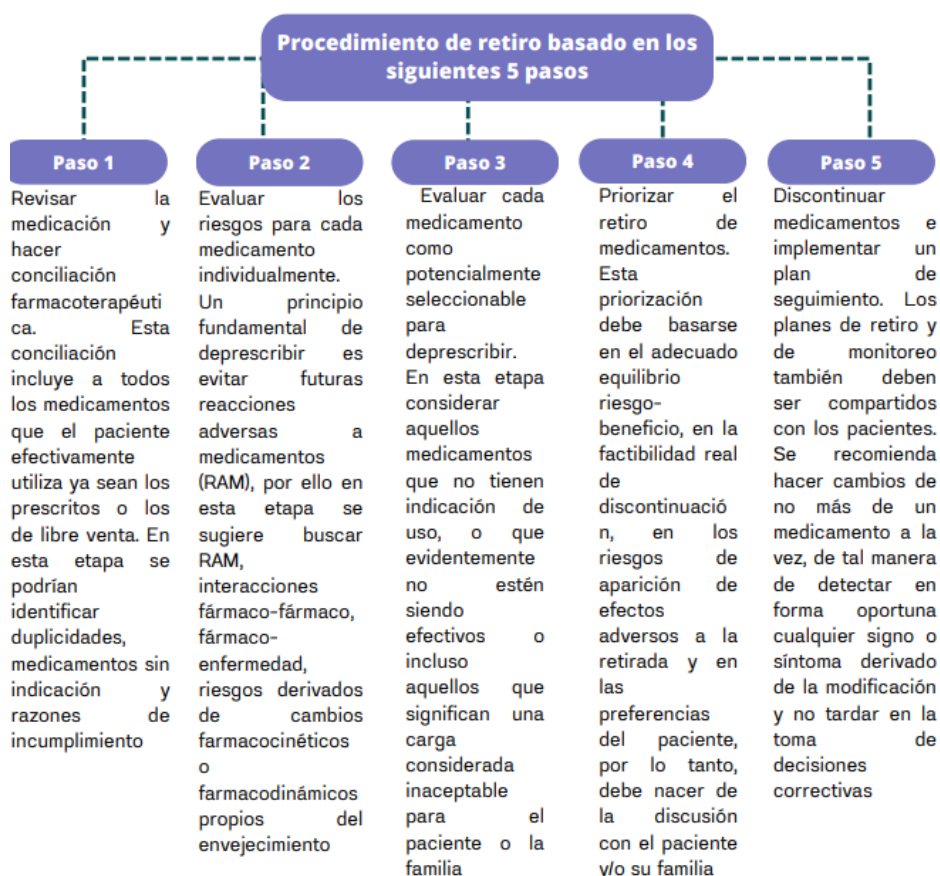 Procedimiento de retiro basado en los
siguientes 5 pasos
Paso 1
Revisar la
medicación y
hacer
conciliación
farmacoterapéuti
ca. Esta
conciliación
incluye a todos
los medicamentos
que el paciente
efectivamente
utiliza ya sean los
prescritos o los
de libre venta. En
esta etapa se
podrían
identificar
duplicidades,
medicamentos sin
indicación y
razones de
incumplimiento
Paso 2
Evaluar los
riesgos para cada
medicamento
individualmente.
Un principio
fundamental de
deprescribir es
evitar futuras
reacciones
adversas a
medicamentos
(RAM), por ello en
esta etapa se
sugiere buscar
RAM,
interacciones
fármaco-fármaco,
fármaco-
enfermedad,
riesgos derivados
de cambios
farmacocinéticos
o
farmacodinámicos
propios del
envejecimiento
Paso 3
Evaluar cada
medicamento
como
potencialmente
seleccionable
para
deprescribir.
En esta etapa
considerar
aquellos
medicamentos
que no tienen
indicación de
uso, o que
evidentemente
no estén
siendo
efectivos o
incluso
aquellos que
significan una
carga
considerada
inaceptable
para el
paciente o la
familia
Paso 4
Priorizar el
retiro de
medicamentos.
Esta
priorización
debe basarse
en el adecuado
equilibrio
riesgo-
beneficio, en la
factibilidad real
de
discontinuació
n, en los
riesgos de
aparición de
efectos
adversos a la
retirada y en
las
preferencias
del paciente,
por lo tanto,
debe nacer de
la discusión
con el paciente
y/o su familia
Paso 5
Discontinuar
medicamentos e
implementar un
plan de
seguimiento. Los
planes de retiro y
de monitoreo
también deben
ser compartidos
con los pacientes.
Se recomienda
hacer cambios de
no más de un
medicamento a la
vez, de tal manera
de detectar en
forma oportuna
cualquier signo o
síntoma derivado
de la modificación
y no tardar en la
toma de
decisiones
correctivas